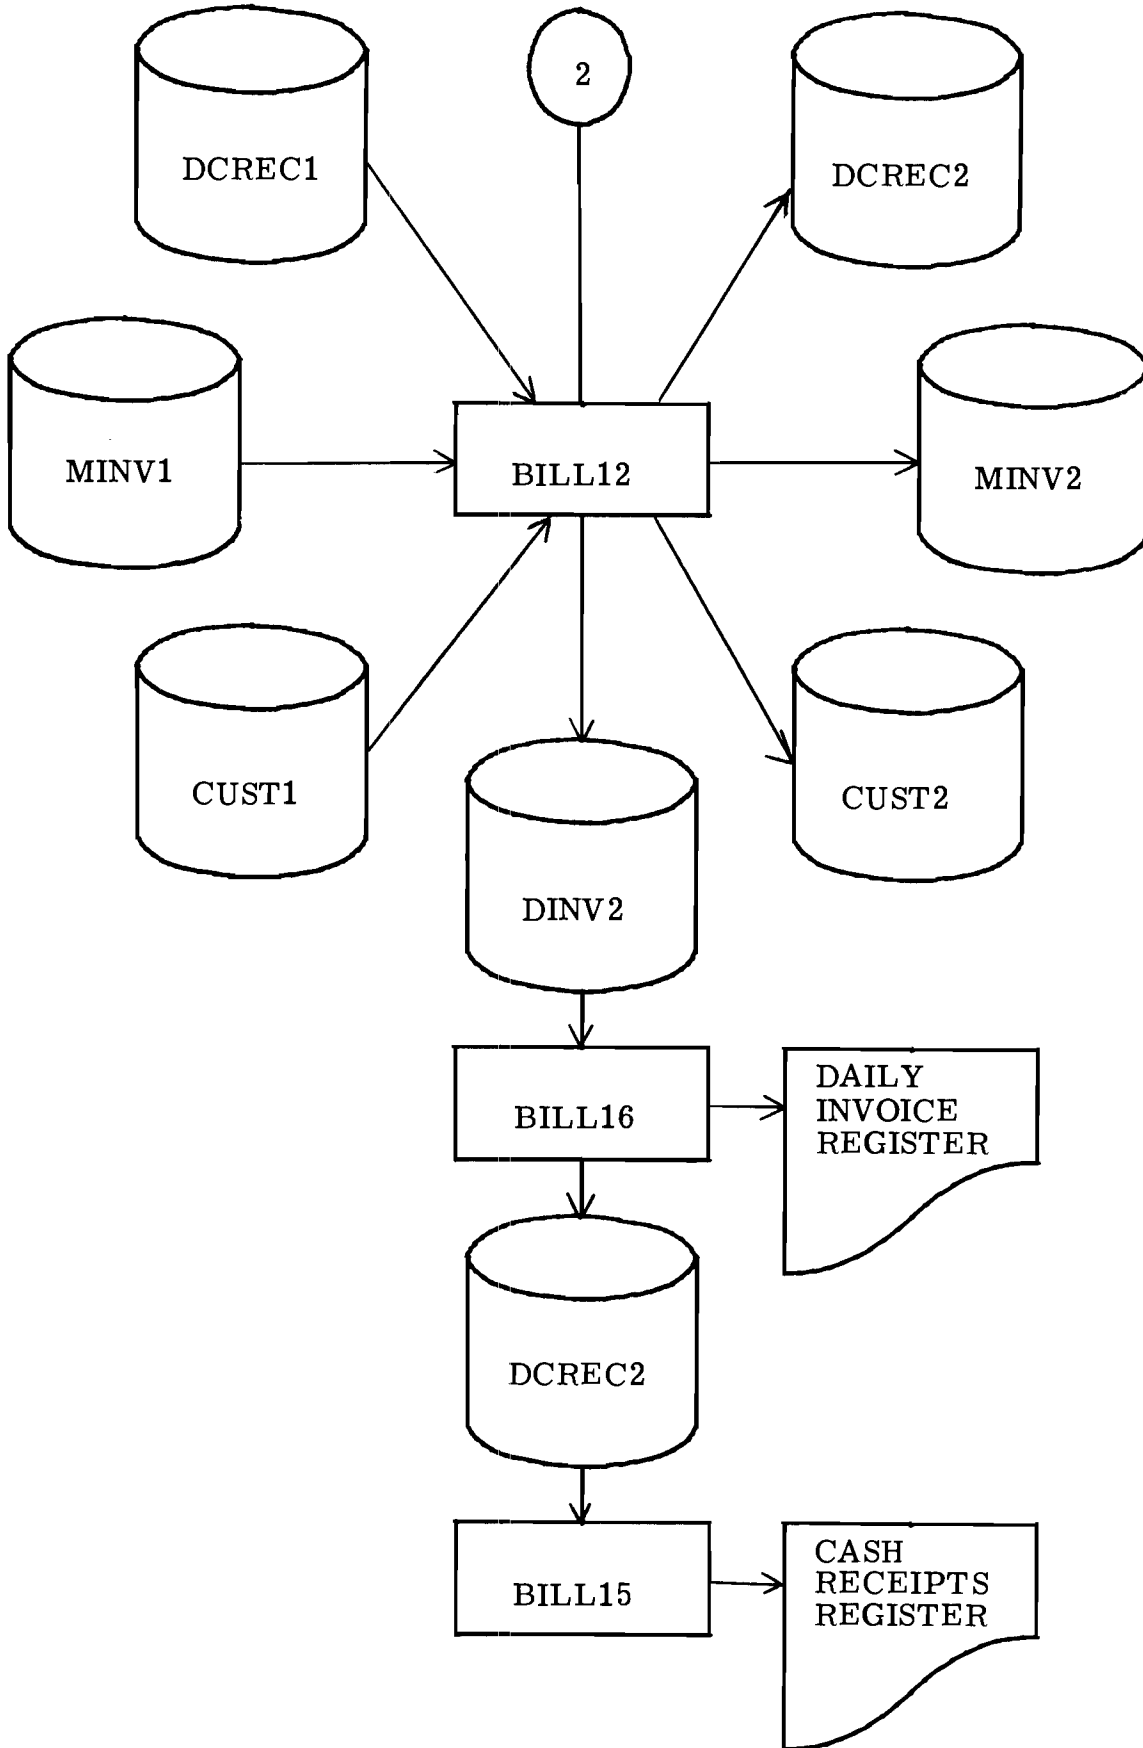 2
DCREC1
DCREC2
MINV1
BILL12
MINV2
CUST1
CUST2
DINV2
BILL16
DAILY
INVOICE
REGISTER
DCREC2
BILL15
CASH
RECEIPTS
REGISTER